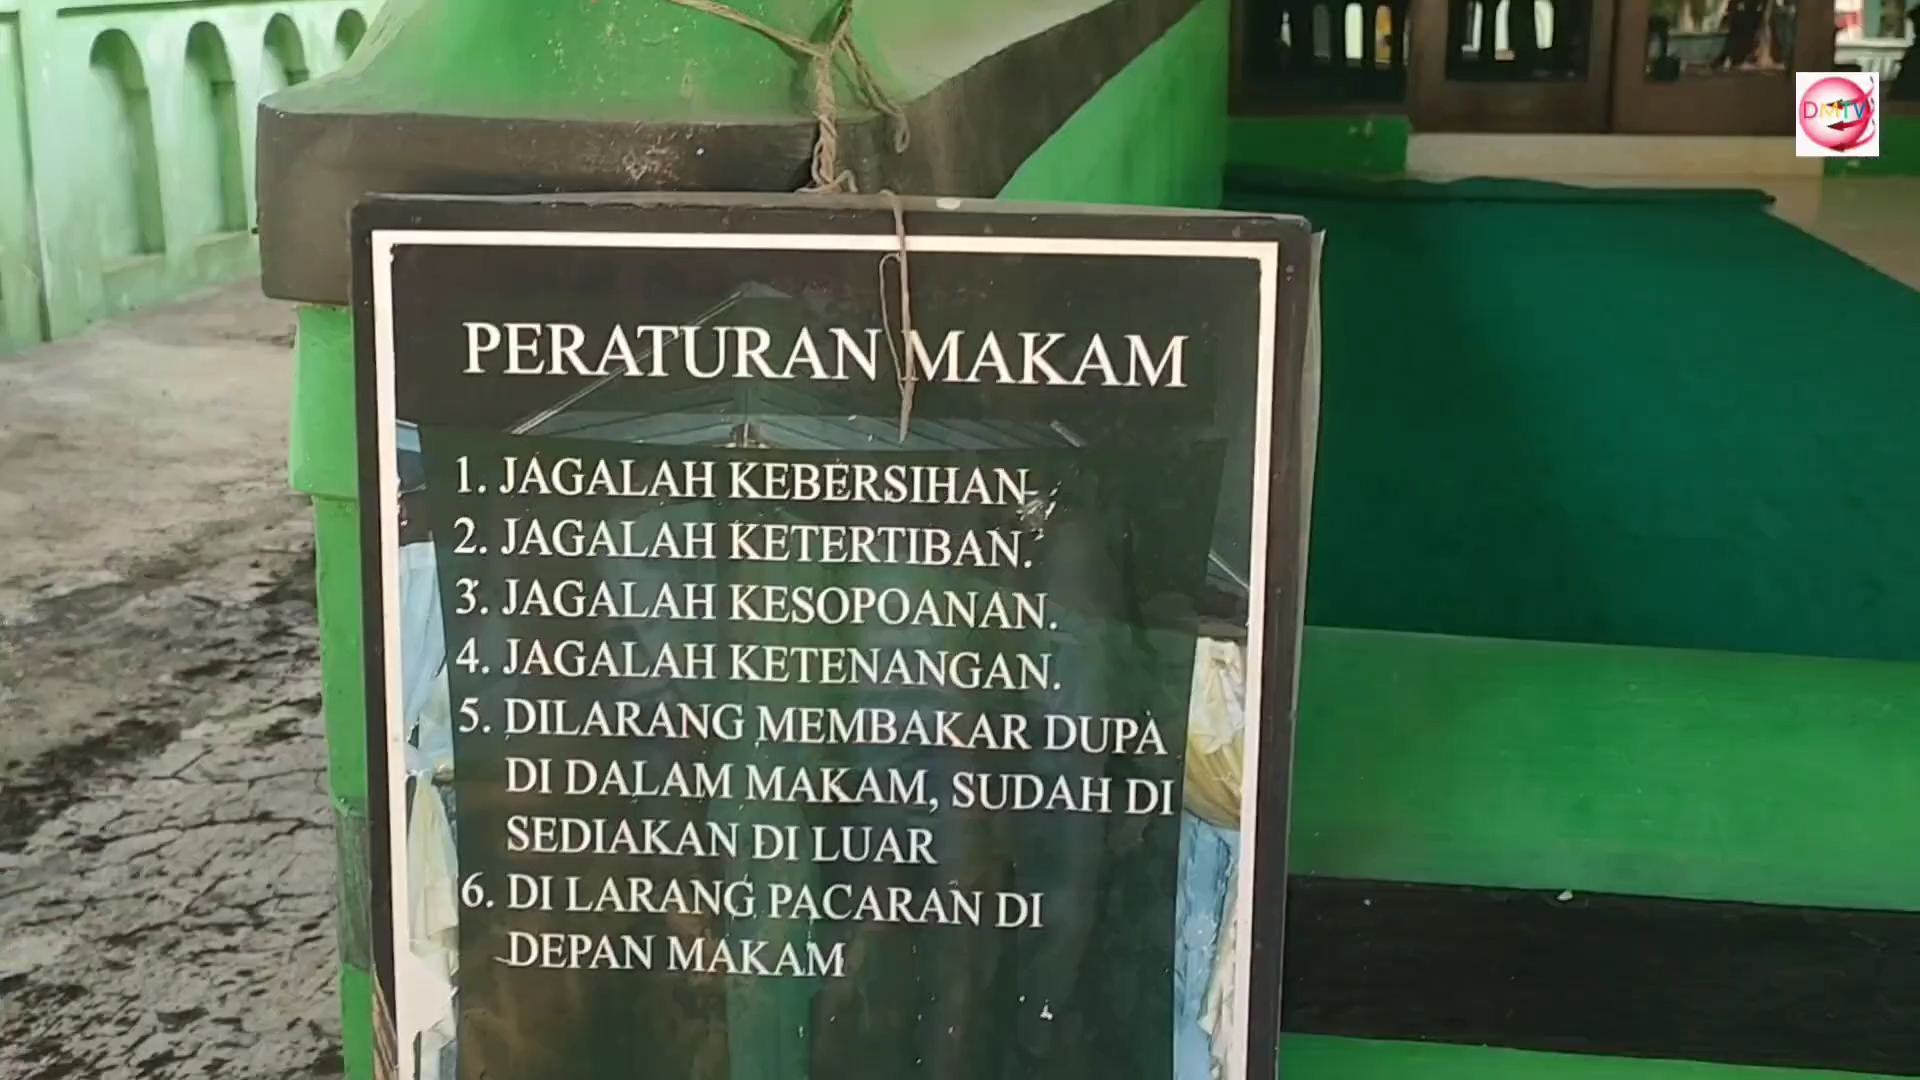 DMTV
PERATURAN MAKAM
1. JAGALAH KEBERSIHAN
2. JAGALAH KETERTIBAN.
3. JAGALAH KESOPOANAN.
4. JAGALAH KETENANGAN.
5. DILARANG MEMBAKAR DUPA
DI DALAM MAKAM, SUDAH DI
SEDIAKAN DI LUAR
6. DI LARANG PACARAN DI
DEPAN MAKAM